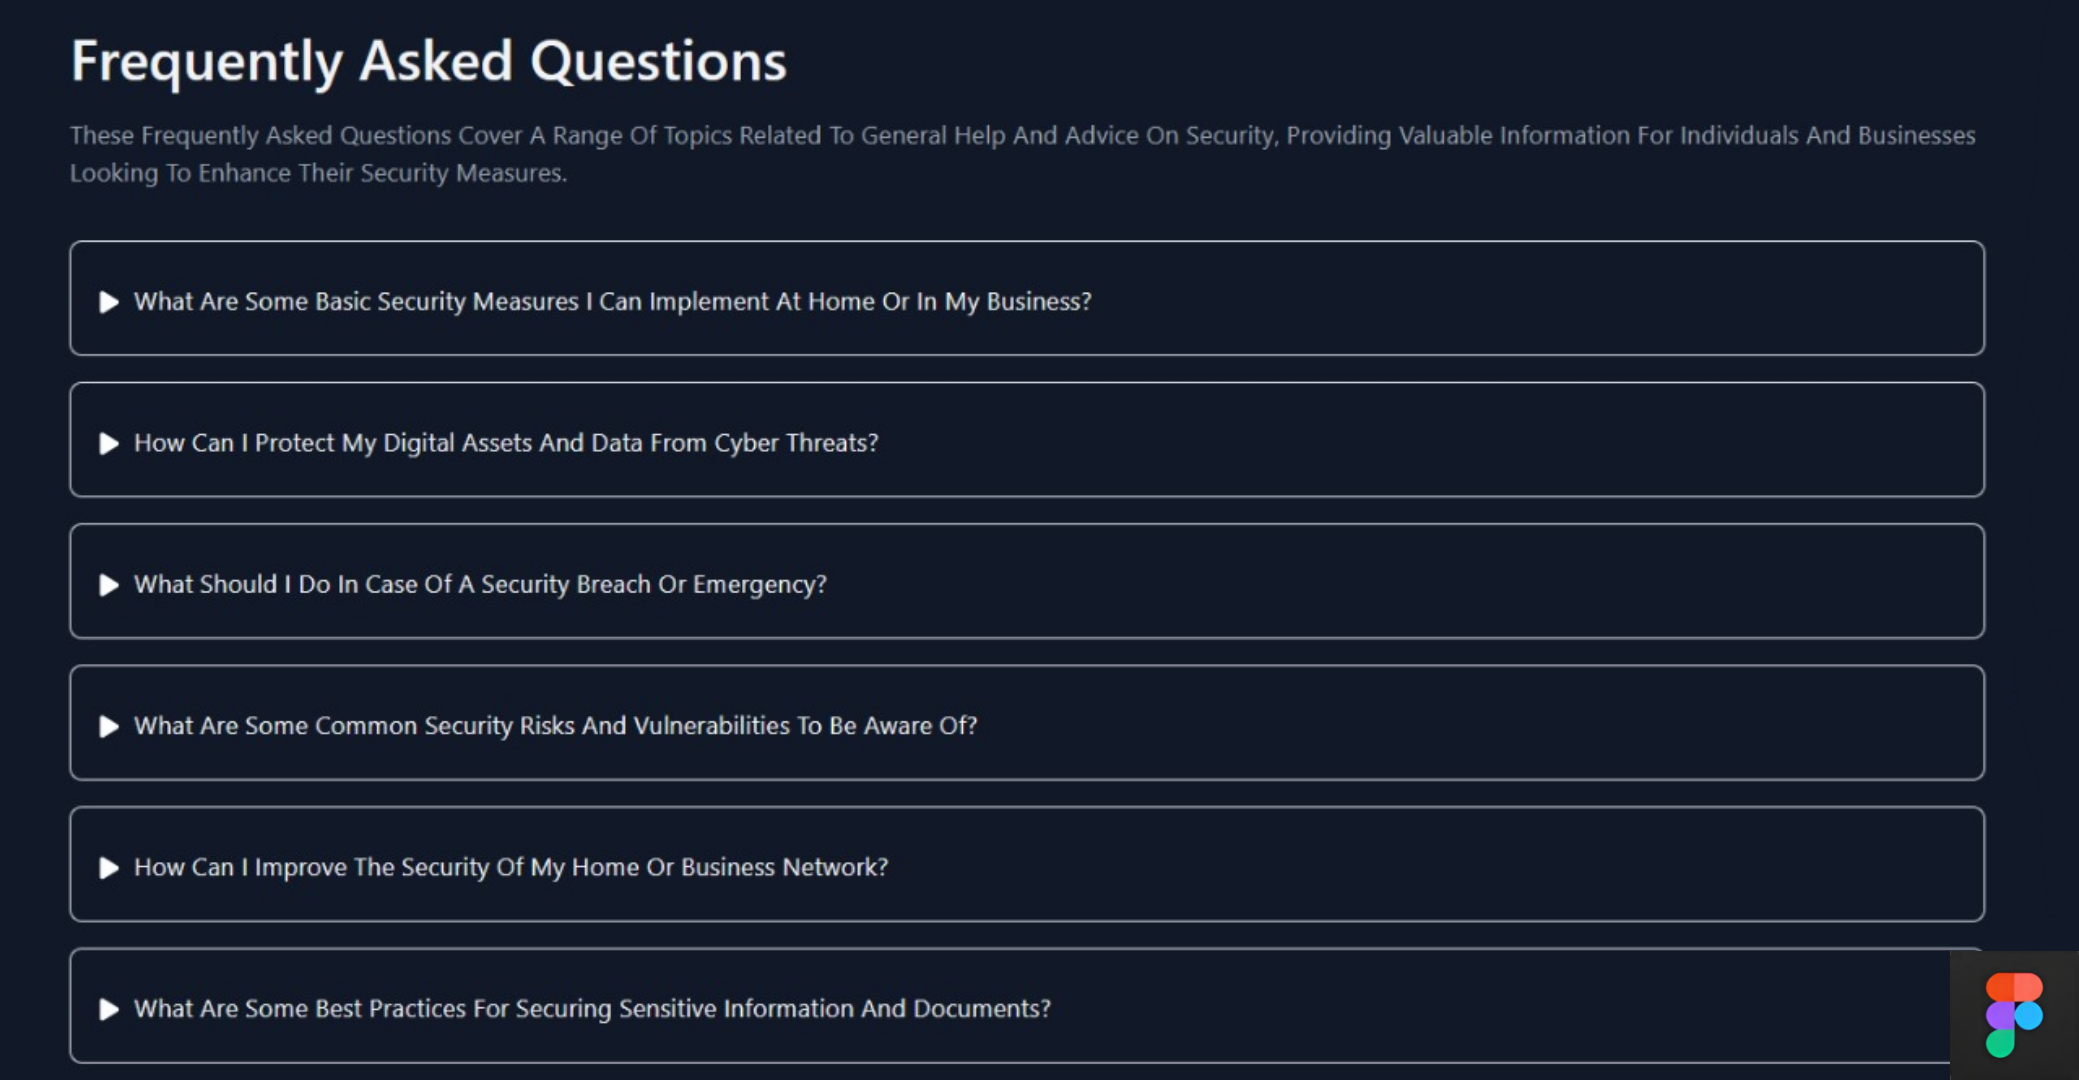 Frequently Asked Questions
These Frequently Asked Questions Cover A Range Of Topics Related To General Help And Advice On Security, Providing Valuable Information For Individuals And Businesses
Looking To Enhance Their Security Measures.
What Are Some Basic Security Measures I Can Implement At Home Or In My Business?
How Can I Protect My Digital Assets And Data From Cyber Threats?
What Should I Do In Case Of A Security Breach Or Emergency?
What Are Some Common Security Risks And Vulnerabilities To Be Aware Of?
How Can I Improve The Security Of My Home Or Business Network?
What Are Some Best Practices For Securing Sensitive Information And Documents?